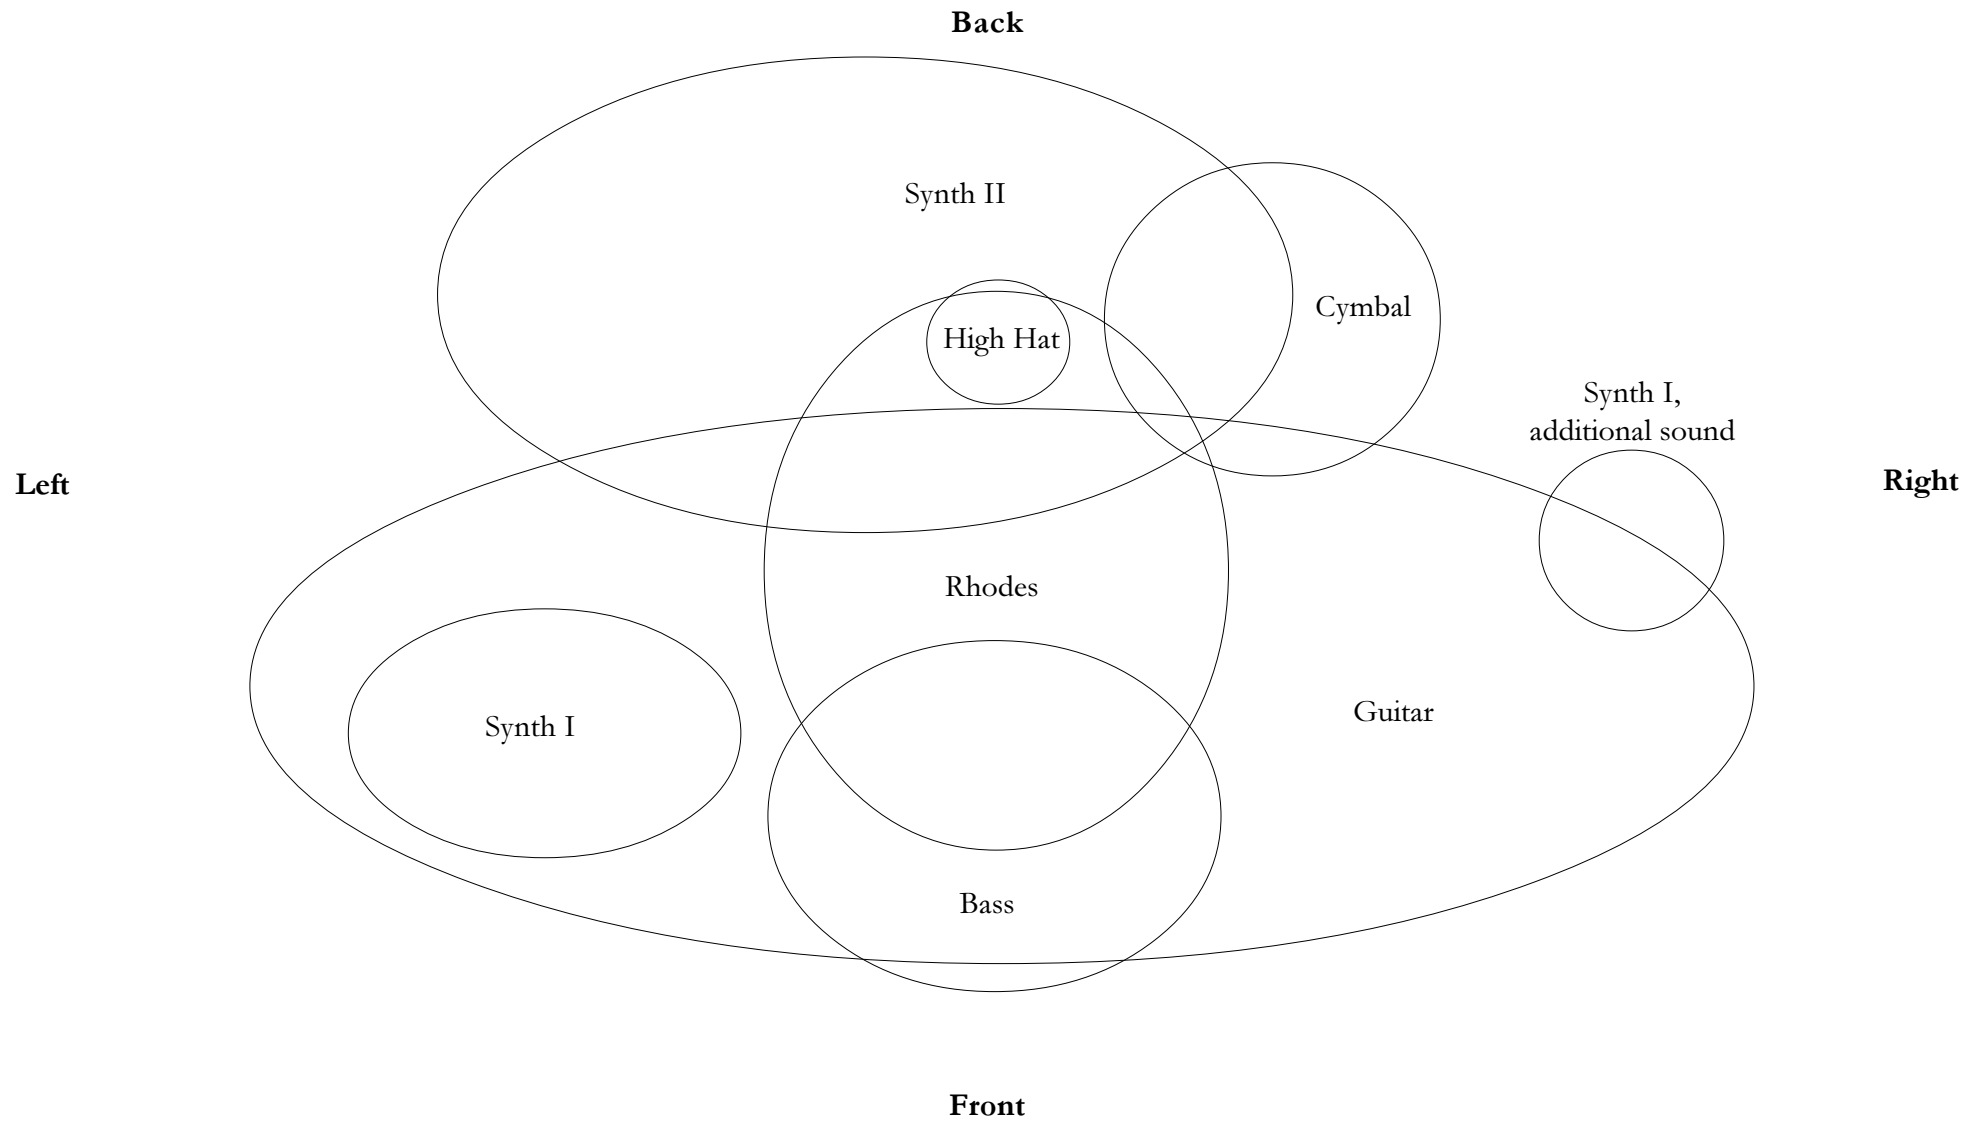 Back
Synth II
Cymbal
High Hat
Synth I,
additional sound
Left
Right
Rhodes
Guitar
Synth I
Bass
Front